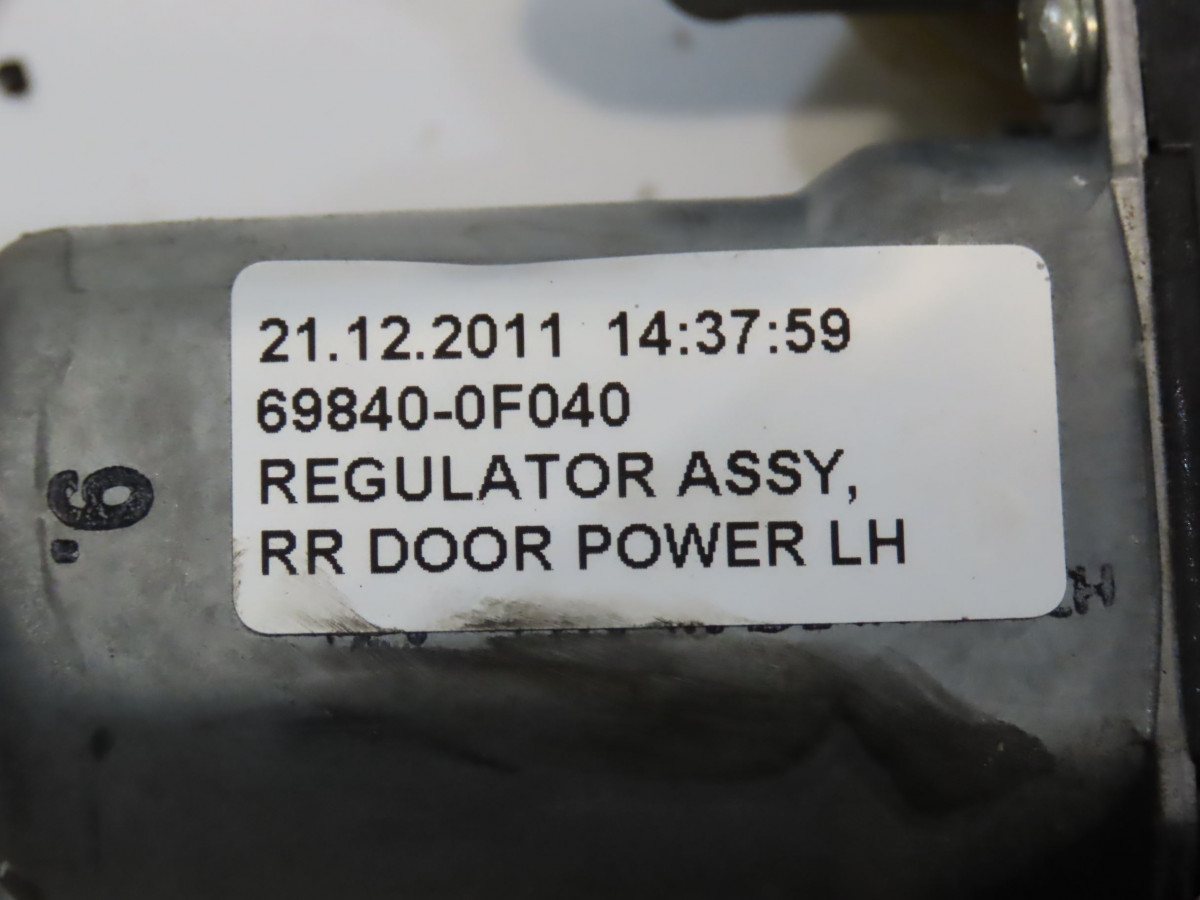 21.12.2011 14:37:59
69840-0F040
REGULATOR ASSY,
RR DOOR POWER LH